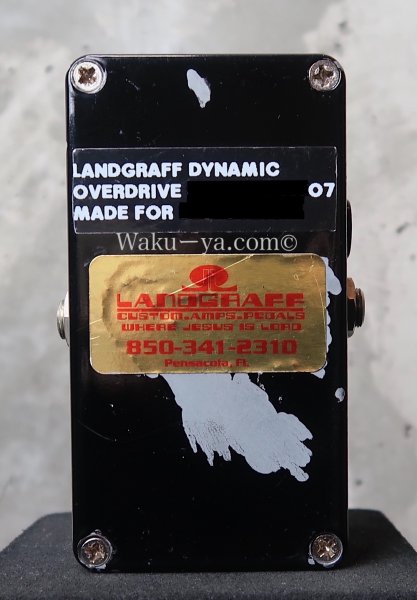 LANDGRAFF DYNAMIC
OVERDRIVE 07
MADE FOR
Waku-ya.com©
LANDGRAFF
CUSTOM.AMPS.PEDALS
WHERE JESUS IS LORD
850-341-2310
Pensacola, FL